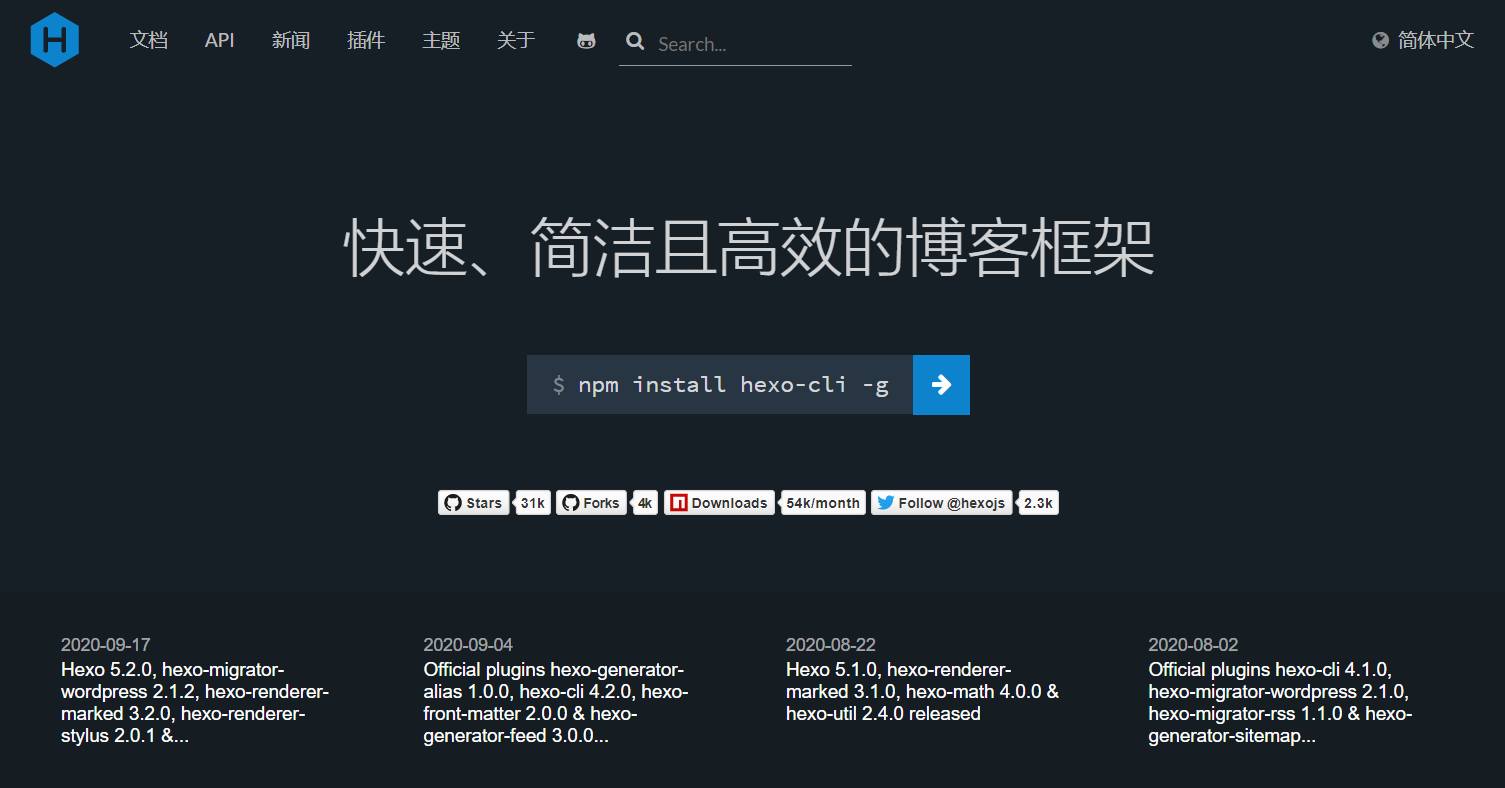 H
文档 API 新闻 插件 主题 关于 Search... 简体中文
快速、简洁且高效的博客框架
$ npm install hexo-cli -g
Stars 31k Forks 4k Downloads 54k/month Follow @hexojs 2.3k
2020-09-17
Hexo 5.2.0, hexo-migrator-
wordpress 2.1.2, hexo-renderer-
marked 3.2.0, hexo-renderer-
stylus 2.0.1 &...
2020-09-04
Official plugins hexo-generator-
alias 1.0.0, hexo-cli 4.2.0, hexo-
front-matter 2.0.0 & hexo-
generator-feed 3.0.0...
2020-08-22
Hexo 5.1.0, hexo-renderer-
marked 3.1.0, hexo-math 4.0.0 &
hexo-util 2.4.0 released
2020-08-02
Official plugins hexo-cli 4.1.0,
hexo-migrator-wordpress 2.1.0,
hexo-migrator-rss 1.1.0 & hexo-
generator-sitemap...